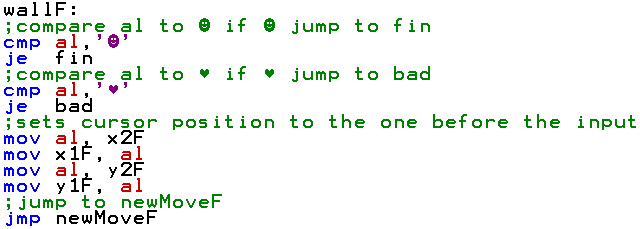 wallF:
;compare al to ☻ if ☻ jump to fin
cmp al,'☻'
je  fin
;compare al to ♥ if ♥ jump to bad
cmp al,'♥'
je  bad
;sets cursor position to the one before the input
mov al, x2F
mov x1F, al
mov al, y2F
mov y1F, al
;jump to newMoveF
jmp newMoveF